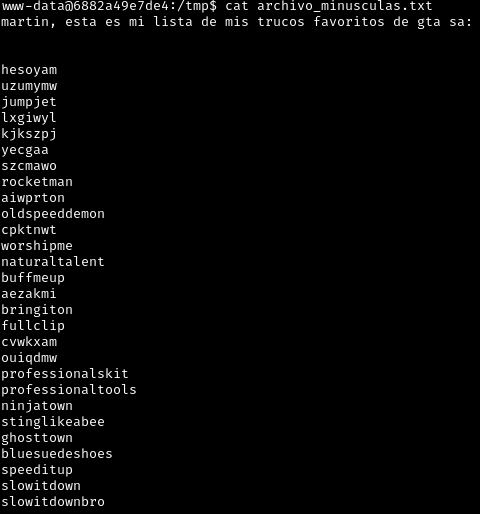 www-data@6882a49e7de4:/tmp$ cat archivo_minusculas.txt
martin, esta es mi lista de mis trucos favoritos de gta sa:
hesoyam
uzumymw
jumpjet
lxgiwyl
kjkszpj
yecgaa
szcmawo
rocketman
aiwprton
oldspeeddemon
cpktnwt
worshipme
naturaltalent
buffmeup
aezakmi
bringiton
fullclip
cvwkxam
ouiqdmw
professionalskit
professionaltools
ninjatown
stinglikeabee
ghosttown
bluesuedeshoes
speeditup
slowitdown
slowitdownbro